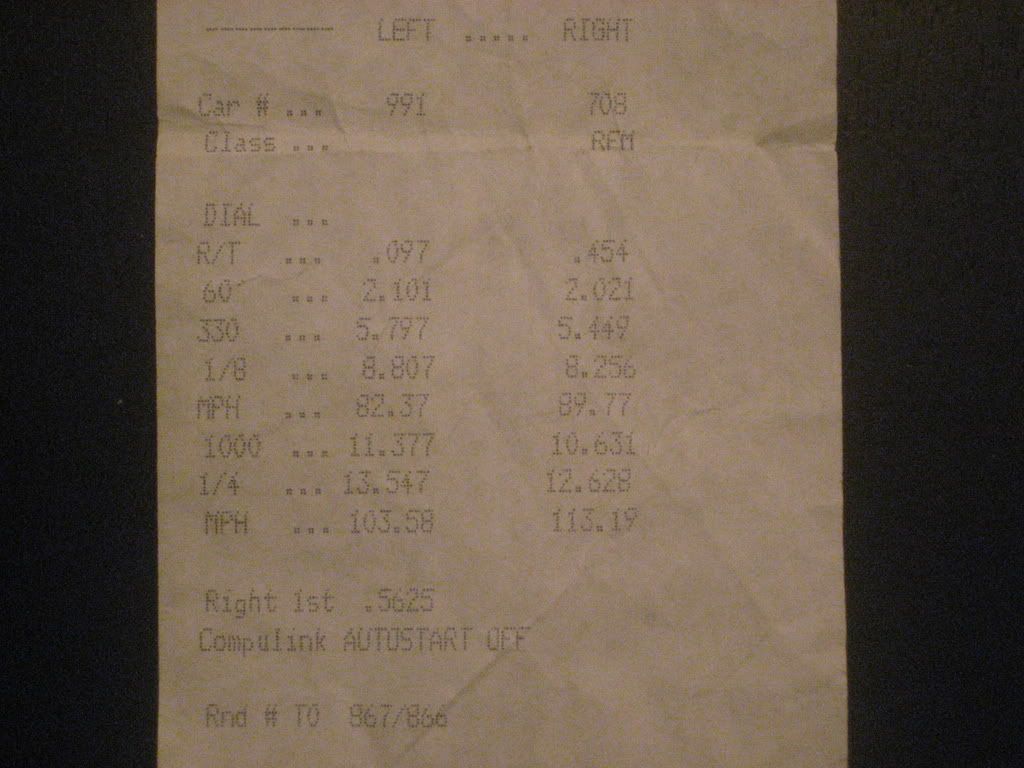 --------- LEFT ..... RIGHT
Car # ... 991 708
Class ... REM
DIAL ...
R/T ... .097 .454
60' ... 2.101 2.021
330 ... 5.797 5.449
1/8 ... 8.807 8.256
MPH ... 82.37 89.77
1000 ... 11.377 10.631
1/4 ... 13.547 12.628
MPH ... 103.58 113.19
Right 1st .5625
Compulink AUTOSTART OFF
Rnd # TO 867/866